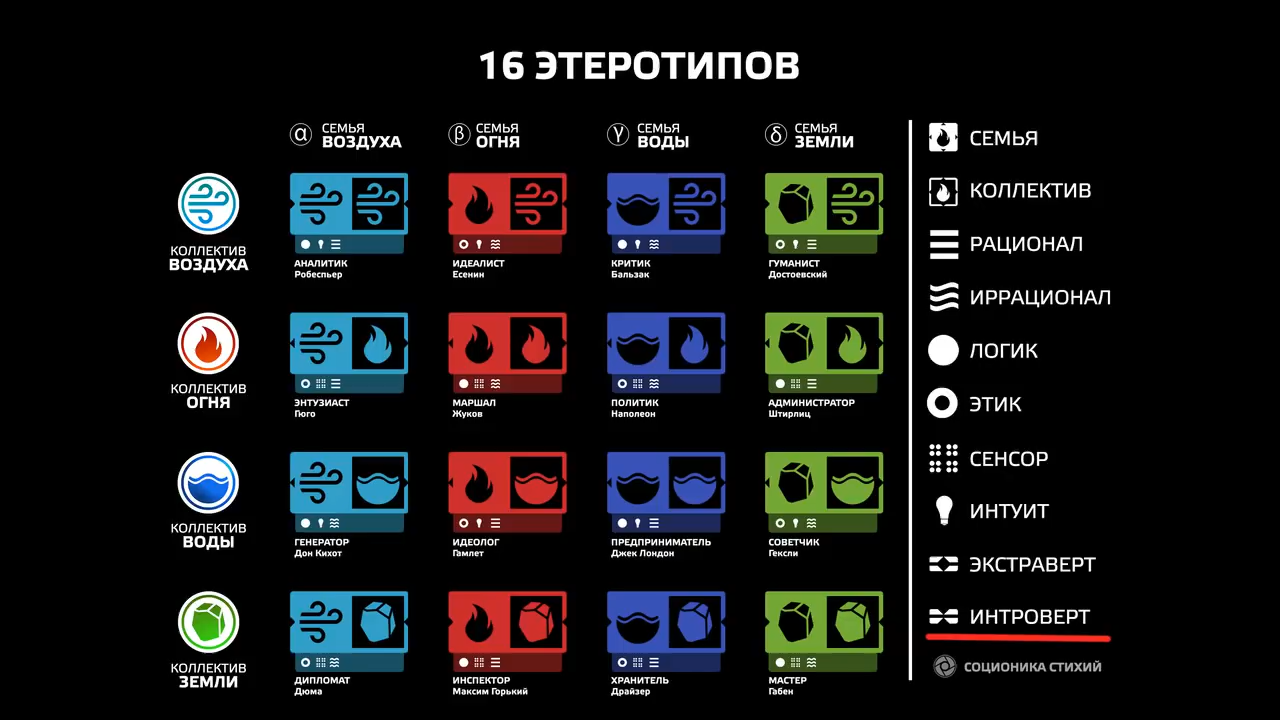 16 ЭТЕРОТИПОВ
α СЕМЬЯ ВОЗДУХА
β СЕМЬЯ ОГНЯ
γ СЕМЬЯ ВОДЫ
δ СЕМЬЯ ЗЕМЛИ
КОЛЛЕКТИВ
ВОЗДУХА
АНАЛИТИК
Робеспьер
ИДЕАЛИСТ
Есенин
КРИТИК
Бальзак
ГУМАНИСТ
Достоевский
КОЛЛЕКТИВ
ОГНЯ
ЭНТУЗИАСТ
Гюго
МАРШАЛ
Жуков
ПОЛИТИК
Наполеон
АДМИНИСТРАТОР
Штирлиц
КОЛЛЕКТИВ
ВОДЫ
ГЕНЕРАТОР
Дон Кихот
ИДЕОЛОГ
Гамлет
ПРЕДПРИНИМАТЕЛЬ
Джек Лондон
СОВЕТЧИК
Гексли
КОЛЛЕКТИВ
ЗЕМЛИ
ДИПЛОМАТ
Дюма
ИНСПЕКТОР
Максим Горький
ХРАНИТЕЛЬ
Драйзер
МАСТЕР
Габен
СЕМЬЯ
КОЛЛЕКТИВ
РАЦИОНАЛ
ИРРАЦИОНАЛ
ЛОГИК
ЭТИК
СЕНСОР
ИНТУИТ
ЭКСТРАВЕРТ
ИНТРОВЕРТ
СОЦИОНИКА СТИХИЙ